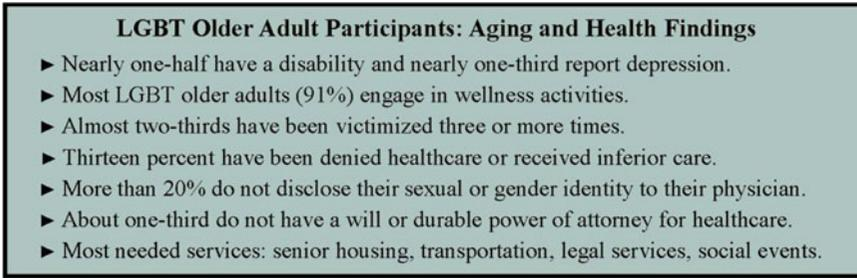 LGBT Older Adult Participants: Aging and Health Findings
► Nearly one-half have a disability and nearly one-third report depression.
► Most LGBT older adults (91%) engage in wellness activities.
► Almost two-thirds have been victimized three or more times.
► Thirteen percent have been denied healthcare or received inferior care.
► More than 20% do not disclose their sexual or gender identity to their physician.
► About one-third do not have a will or durable power of attorney for healthcare.
► Most needed services: senior housing, transportation, legal services, social events.